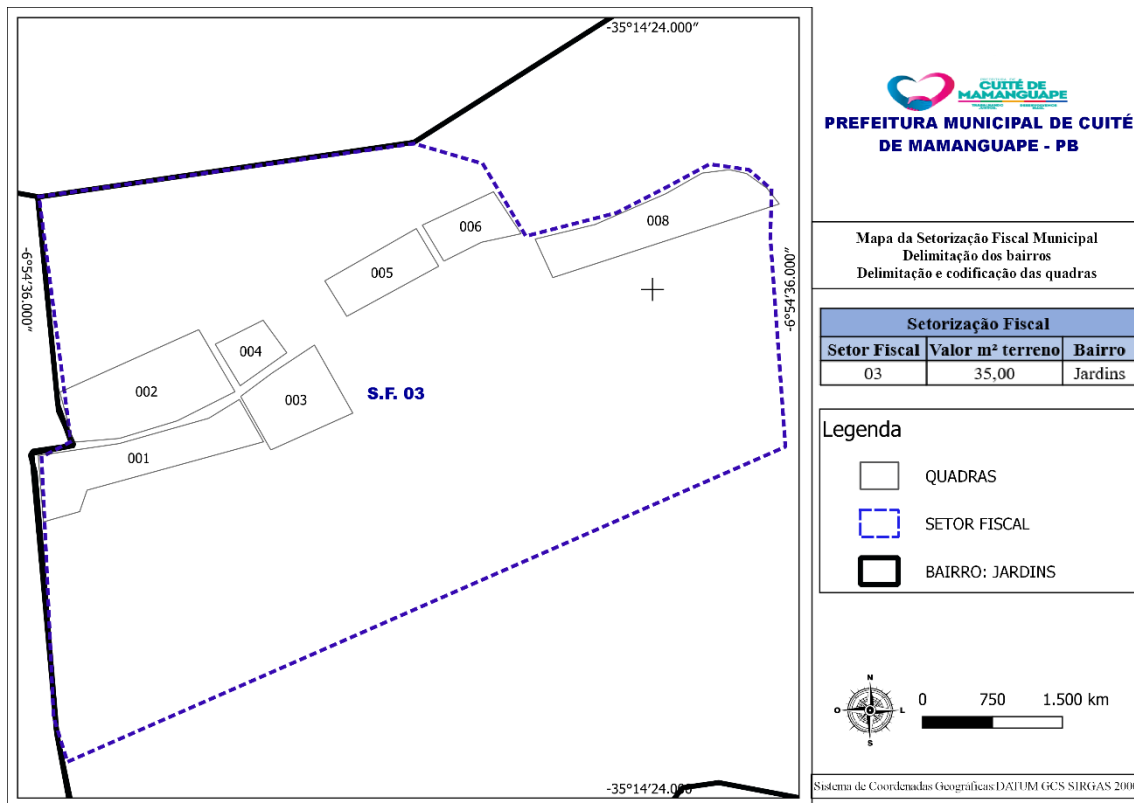 -35°14'24.000"
-6°54'36.000"
-6°54'36.000"
006
008
005
004
002
003
S.F. 03
001
-35°14'24.000"
CUITÉ DE
MAMANGUAPE
PREFEITURA MUNICIPAL DE CUITÉ
DE MAMANGUAPE - PB
Mapa da Setorização Fiscal Municipal
Delimitação dos bairros
Delimitação e codificação das quadras
Setorização Fiscal
Setor Fiscal Valor m² terreno Bairro
03 35,00 Jardins
Legenda
QUADRAS
SETOR FISCAL
BAIRRO: JARDINS
N
O L
S
0 750 1.500 km
Sistema de Coordenadas Geográficas DATUM GCS SIRGAS 2000